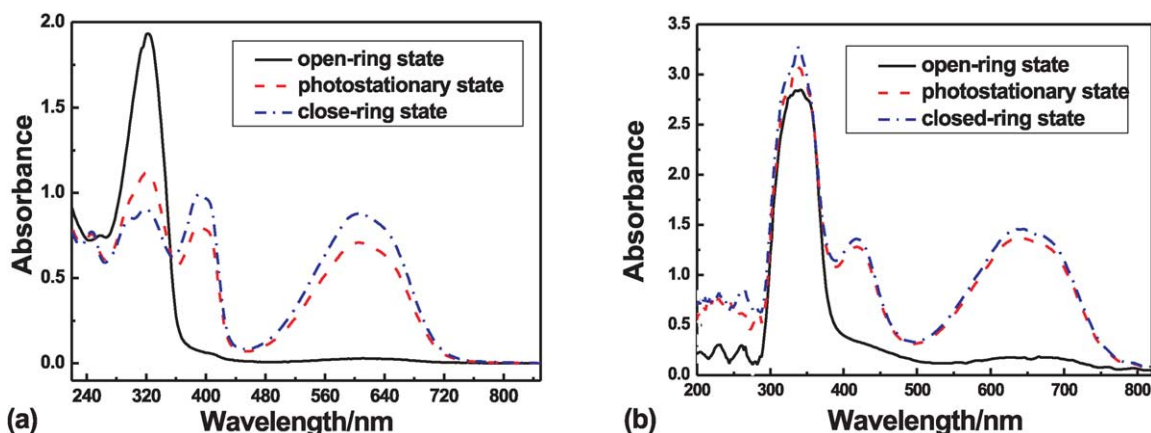 2.0
1.5
1.0
0.5
0.0
Absorbance
open-ring state
photostationary state
close-ring state
240 320 400 480 560 640 720 800
Wavelength/nm
(a)
3.5
3.0
2.5
2.0
1.5
1.0
0.5
0.0
Absorbance
open-ring state
photostationary state
closed-ring state
200 300 400 500 600 700 800
Wavelength/nm
(b)